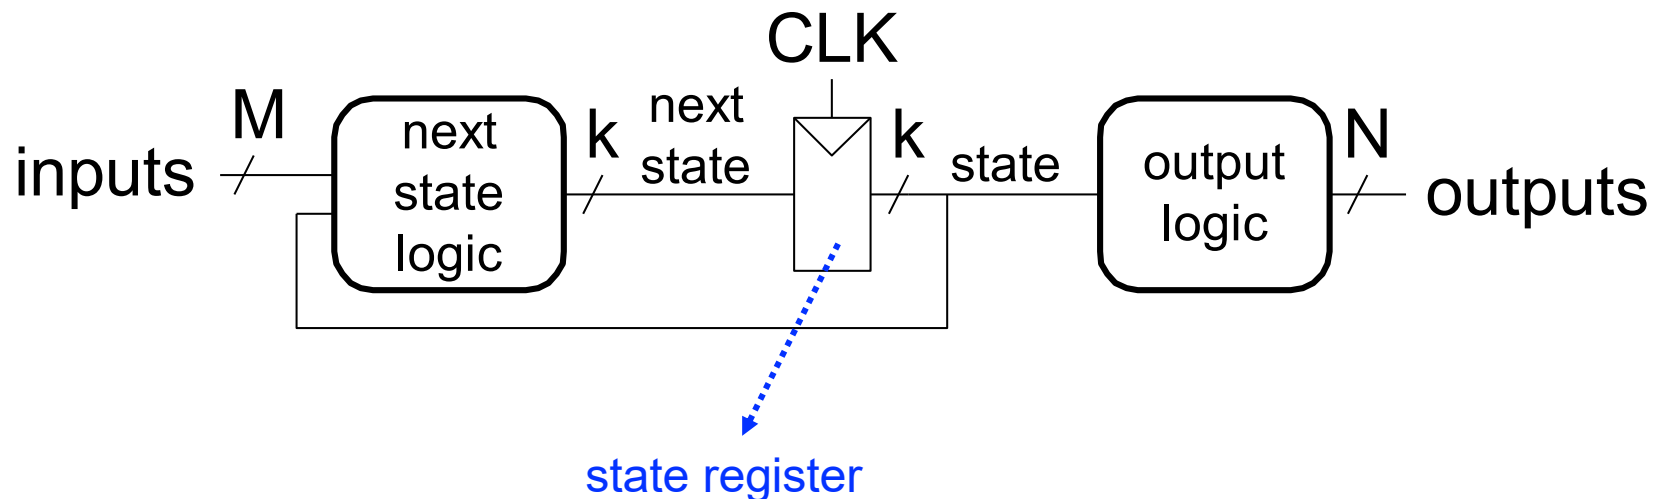 CLK
inputs
M
next
state
logic
k
next
state
k
state
output
logic
N
outputs
state register